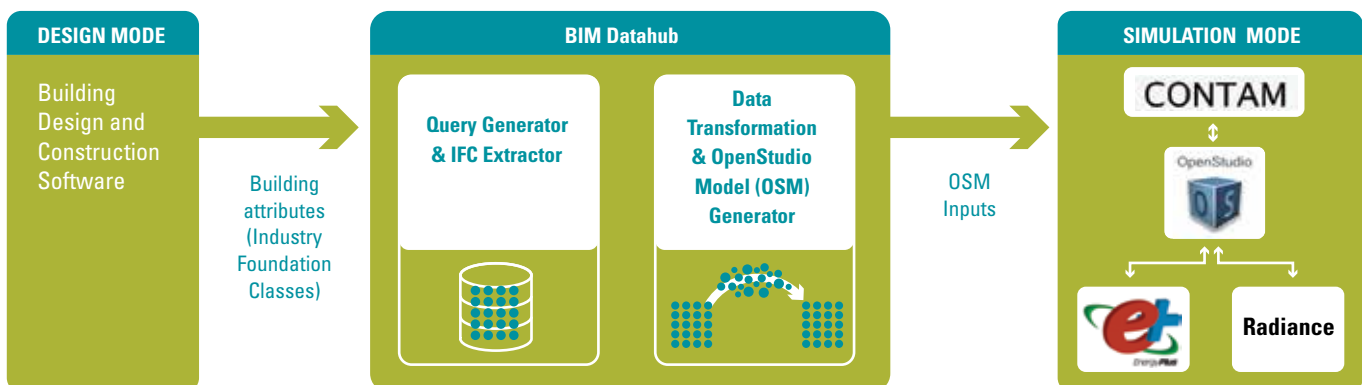 DESIGN MODE
Building
Design and
Construction
Software
Building
attributes
(Industry
Foundation
Classes)
BIM Datahub
Query Generator
& IFC Extractor
Data
Transformation
& OpenStudio
Model (OSM)
Generator
OSM
Inputs
SIMULATION MODE
CONTAM
OpenStudio
OS
e+
EnergyPlus
Radiance